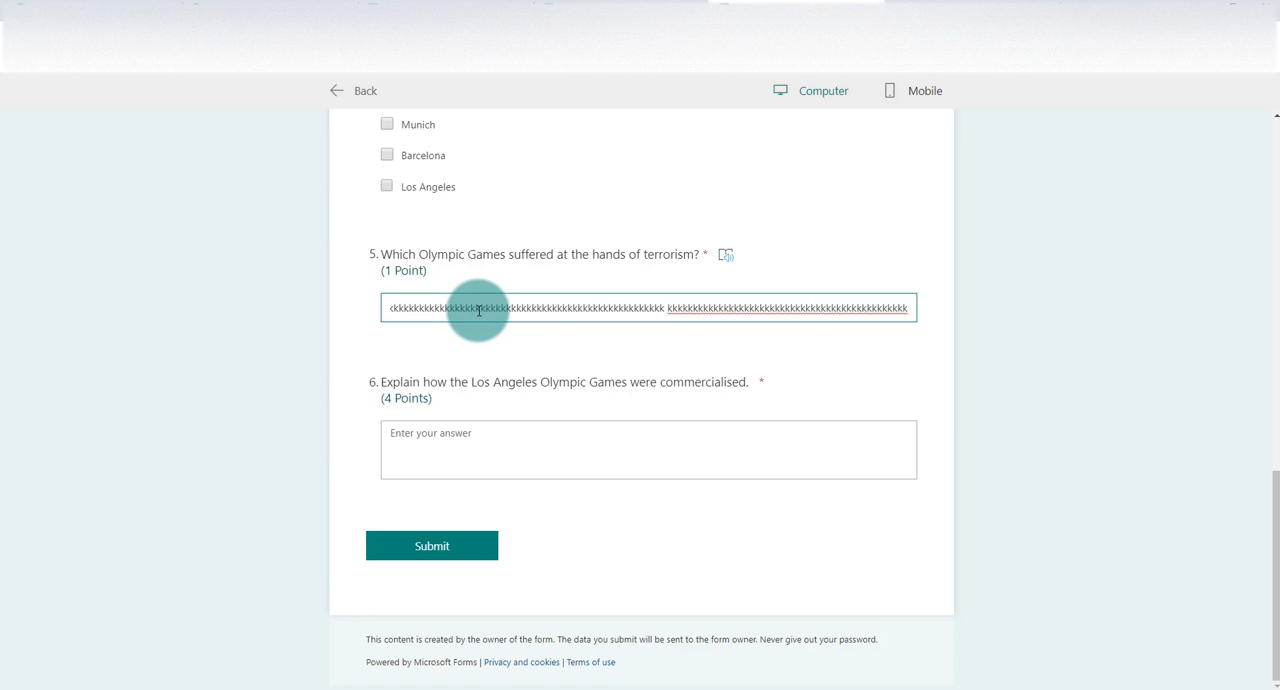 Back
Computer
Mobile
Munich
Barcelona
Los Angeles
5. Which Olympic Games suffered at the hands of terrorism? *
(1 Point)
6. Explain how the Los Angeles Olympic Games were commercialised. *
(4 Points)
Enter your answer
Submit
This content is created by the owner of the form. The data you submit will be sent to the form owner. Never give out your password.
Powered by Microsoft Forms | Privacy and cookies | Terms of use